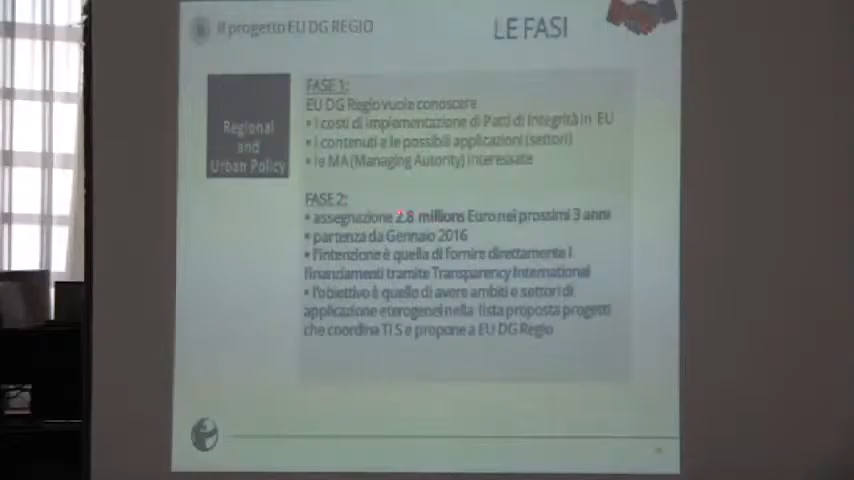 Il progetto EU DG REGIO
LE FASI
Regional
and
Urban Policy
FASE 1:
EU DG Regio vuole conoscere
• i costi di implementazione di Patti di Integrità in EU
• i contenuti e le possibili applicazioni (settori)
• le MA (Managing Autority) interessate
FASE 2:
• assegnazione 2.8 millions Euro nei prossimi 3 anni
• partenza da Gennaio 2016
• l'intenzione è quella di fornire direttamente i
finanziamenti tramite Transparency International
• l'obiettivo è quello di avere ambiti e settori di
applicazione eterogenei nella lista proposta progetti
che coordina TI S e propone a EU DG Regio